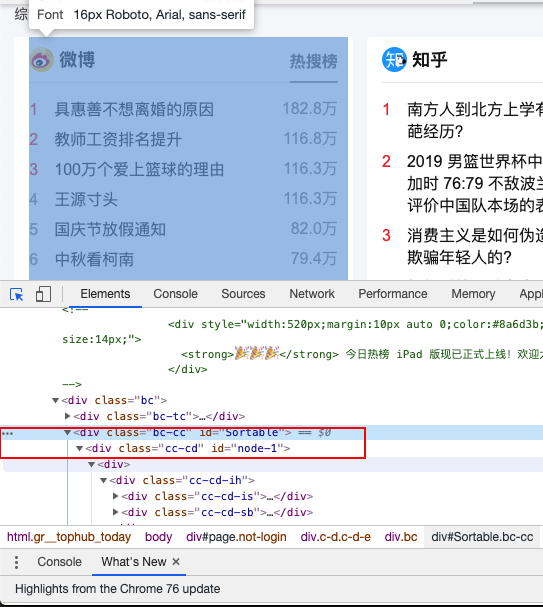 综
Font 16px Roboto, Arial, sans-serif
微博 热搜榜
1 具惠善不想离婚的原因 182.8万
2 教师工资排名提升 116.8万
3 100万个爱上篮球的理由 116.3万
4 王源寸头 116.3万
5 国庆节放假通知 82.0万
6 中秋看柯南 79.4万
知 知乎
1 南方人到北方上学有
葩经历?
2 2019 男篮世界杯中
加时 76:79 不敌波兰
评价中国队本场的表
3 消费主义是如何伪造
欺骗年轻人的?
Elements Console Sources Network Performance Memory Appl
<!--
<div style="width:520px;margin:10px auto 0;color:#8a6d3b;
size:14px;">
<strong>🎉🎉🎉</strong> 今日热榜 iPad 版现已正式上线！欢迎大
</div>
-->
▼<div class="bc">
▶<div class="bc-tc">…</div>
… ▼<div class="bc-cc" id="Sortable"> == $0
▼<div class="cc-cd" id="node-1">
▼<div>
▼<div class="cc-cd-ih">
▶<div class="cc-cd-is">…</div>
▶<div class="cc-cd-sb">…</div>
html.gr__tophub_today body div#page.not-login div.c-d.c-d-e div.bc div#Sortable.bc-cc
Console What's New ×
Highlights from the Chrome 76 update